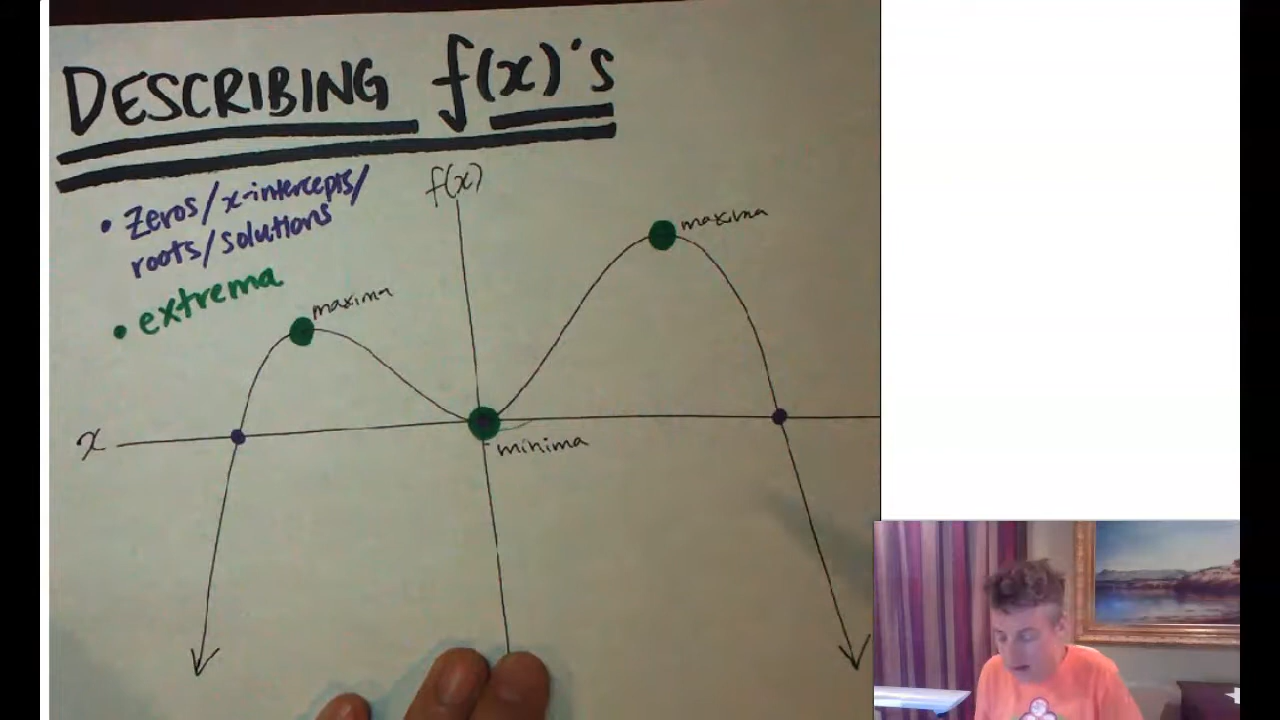 DESCRIBING f(x)'s
• Zeros/x-intercepts/
roots/solutions
• extrema
f(x)
maxima
maxima
x
minima